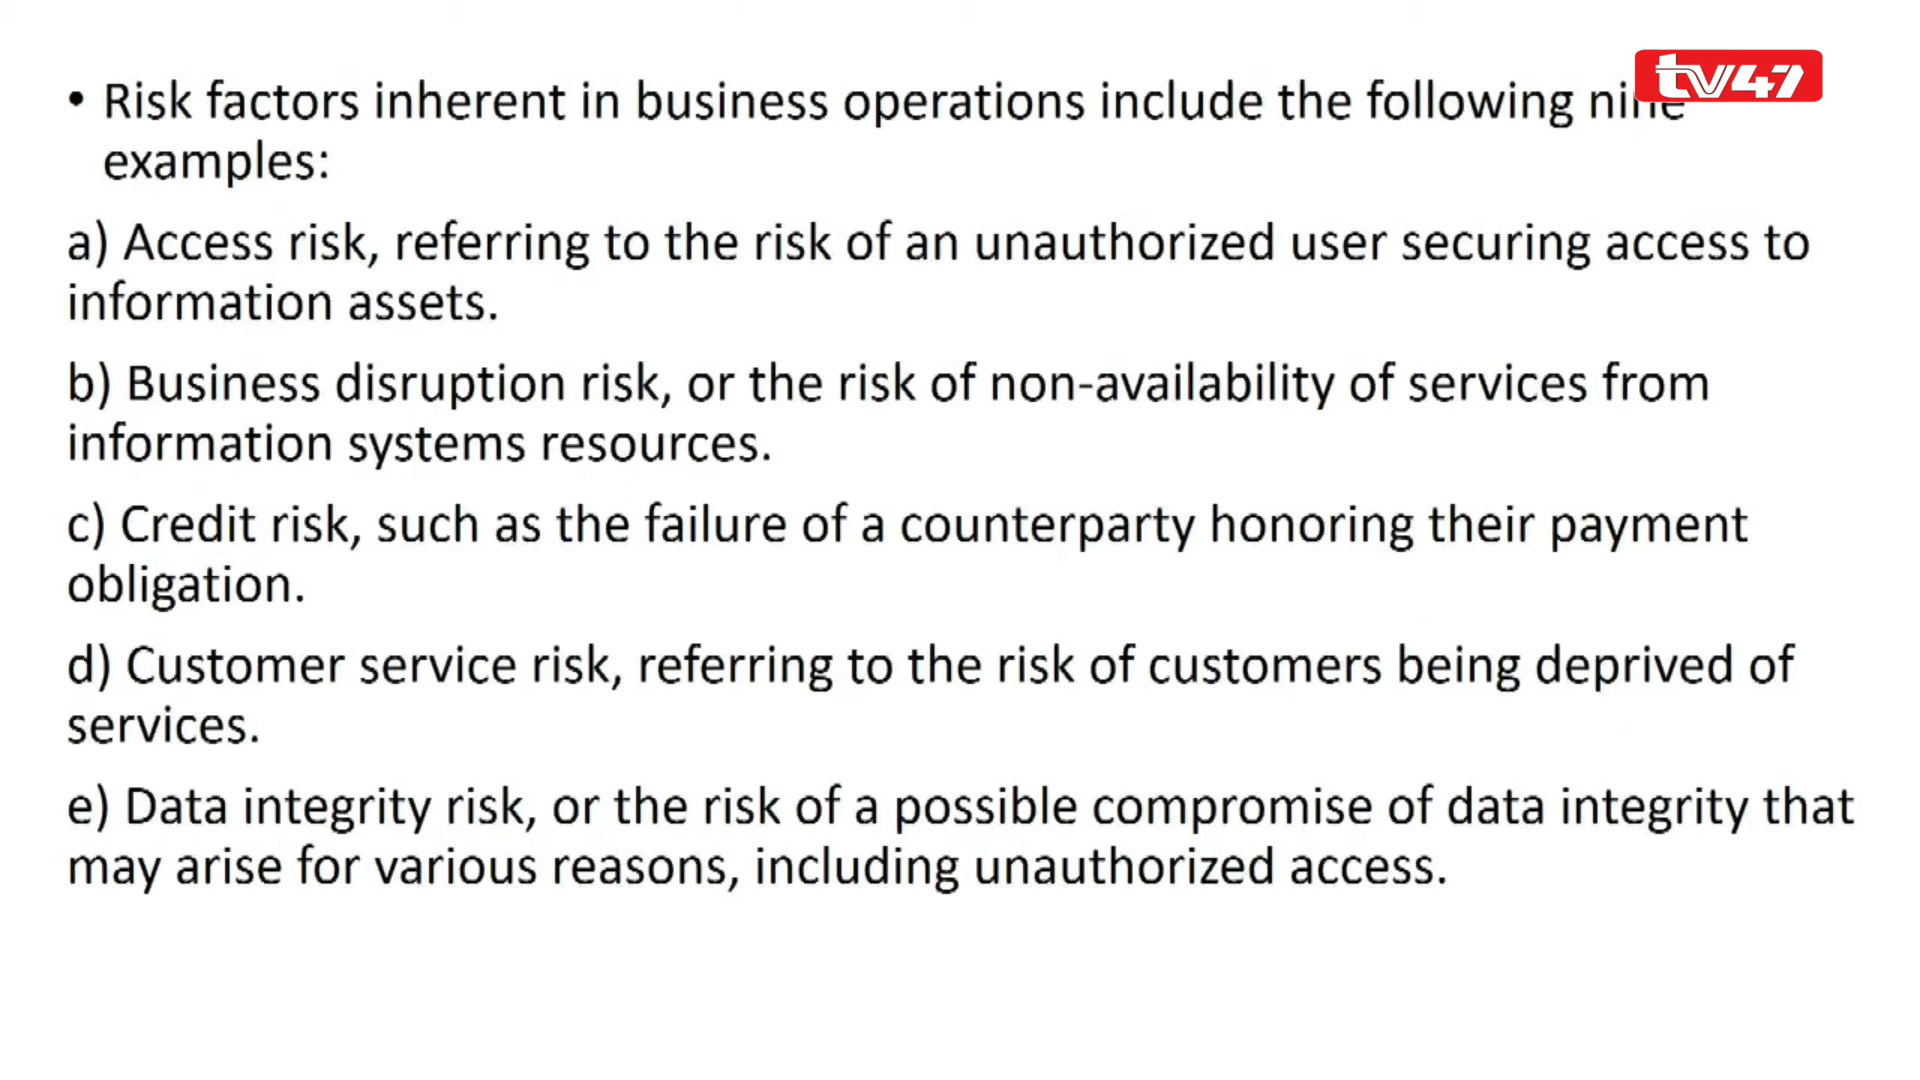 • Risk factors inherent in business operations include the following nine
examples:
a) Access risk, referring to the risk of an unauthorized user securing access to
information assets.
b) Business disruption risk, or the risk of non-availability of services from
information systems resources.
c) Credit risk, such as the failure of a counterparty honoring their payment
obligation.
d) Customer service risk, referring to the risk of customers being deprived of
services.
e) Data integrity risk, or the risk of a possible compromise of data integrity that
may arise for various reasons, including unauthorized access.
tv47